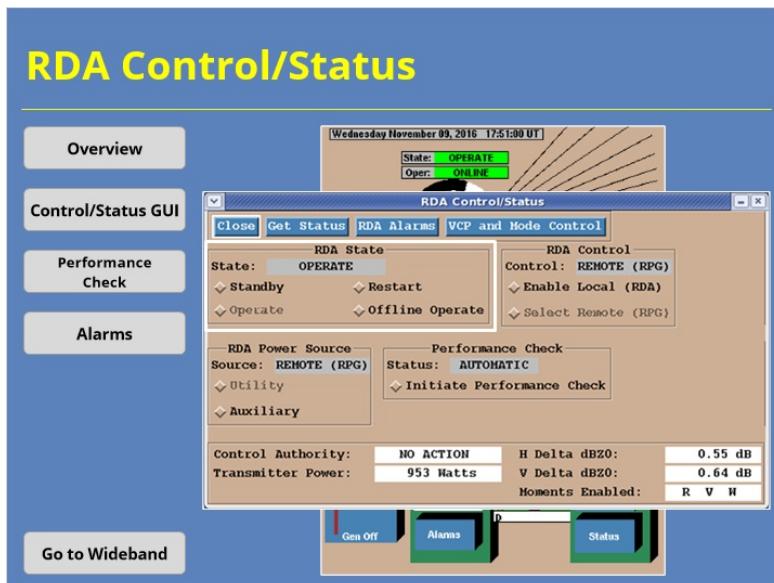 RDA Control/Status
Overview
Control/Status GUI
Performance
Check
Alarms
Go to Wideband
Wednesday November 09, 2016 17:51:00 UT
State: OPERATE
Oper: ONLINE
RDA Control/Status
Close Get Status RDA Alarms VCP and Mode Control
RDA State
State: OPERATE
Standby Restart
Operate Offline Operate
RDA Control
Control: REMOTE (RPG)
Enable Local (RDA)
Select Remote (RPG)
RDA Power Source
Source: REMOTE (RPG)
Utility
Auxiliary
Performance Check
Status: AUTOMATIC
Initiate Performance Check
Control Authority: NO ACTION
Transmitter Power: 953 Watts
H Delta dBZ0: 0.55 dB
V Delta dBZ0: 0.64 dB
Moments Enabled: R V W
D
Gen Off
Alarms
Status